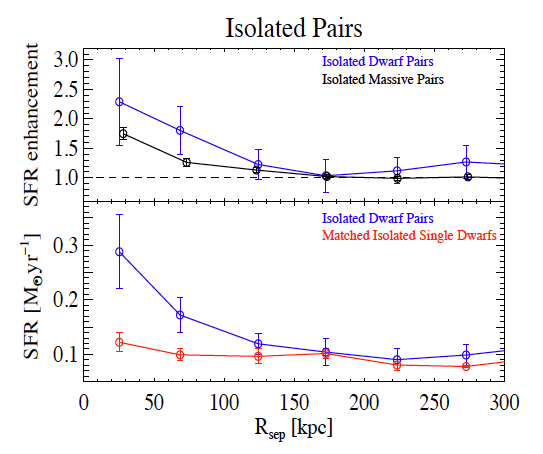 Isolated Pairs
SFR enhancement
3.0
2.5
2.0
1.5
1.0
Isolated Dwarf Pairs
Isolated Massive Pairs
SFR [M☉yr⁻¹]
0.3
0.2
0.1
Isolated Dwarf Pairs
Matched Isolated Single Dwarfs
0 50 100 150 200 250 300
Rsep [kpc]